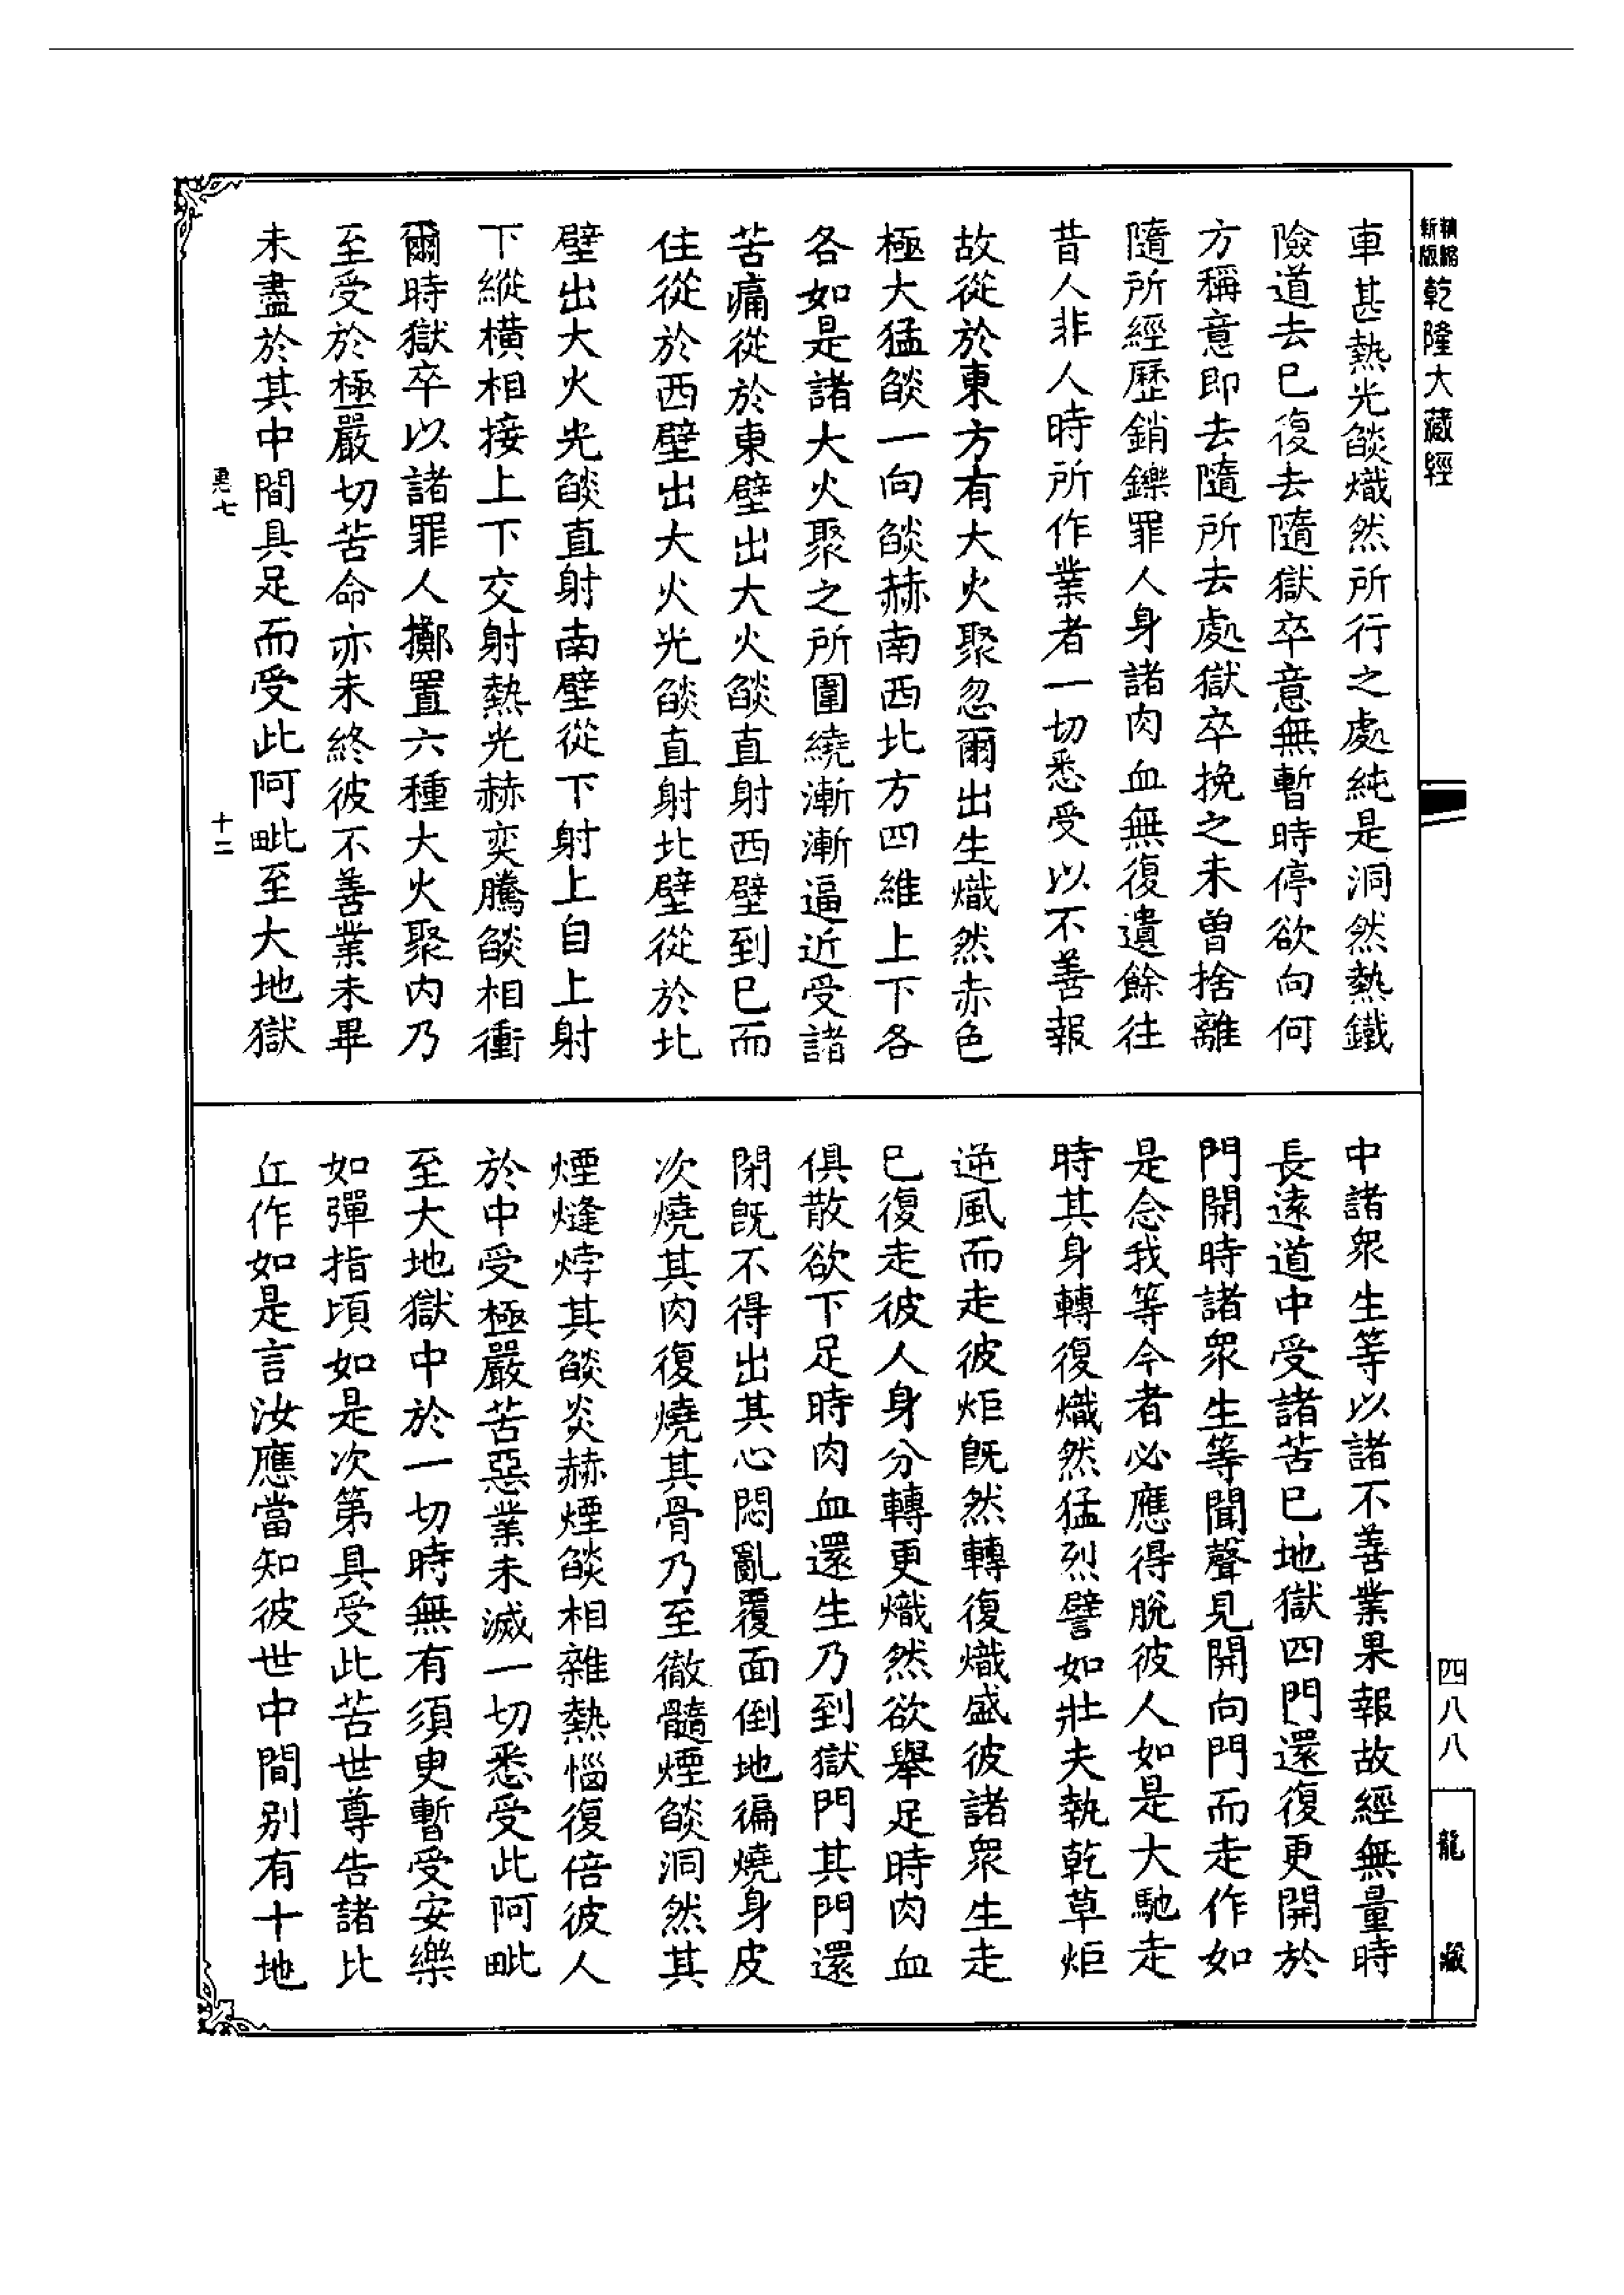 乾隆大藏經
車甚熱光燄熾然所行之處純是洞然熱鐵
險道去已復去隨獄卒意無暫時停欲向何
方稱意即去隨所去處獄卒挽之未曾捨離
隨所經歷銷鑠罪人身諸肉血無復遺餘往
昔人非人時所作業者一切悉受以不善報
故從於東方有大火聚忽爾出生熾然赤色
極大猛燄一向燄赫南西北方四維上下各
各如是諸大火聚之所圍繞漸漸逼近受諸
苦痛從於東壁出大火燄直射西壁到已而
住從於西壁出大火光燄直射北壁從於北
壁出大火光燄直射南壁從下射上自上射
下縱橫相接上下交射熱光赫奕騰燄相衝
爾時獄卒以諸罪人擲置六種大火聚內乃
至受於極嚴切苦命亦未終彼不善業未畢
未盡於其中間具足而受此阿毗至大地獄
十二
中諸眾生等以諸不善業果報故經無量時
長遠道中受諸苦已地獄四門還復更開於
門開時諸眾生等聞聲見開向門而走作如
是念我等今者必應得脫彼人如是大馳走
時其身轉復熾然猛烈譬如壯夫執乾草炬
逆風而走彼炬既然轉復熾盛彼諸眾生走
已復走彼人身分轉更熾然欲舉足時肉血
俱散欲下足時肉血還生乃到獄門其門還
閉既不得出其心悶亂覆面倒地徧燒身皮
次燒其肉復燒其骨乃至徹髓煙燄洞然其
煙熢㶿其燄炎赫煙燄相雜熱惱復倍彼人
於中受極嚴苦惡業未滅一切悉受此阿毗
至大地獄中於一切時無有須更暫受安樂
如彈指頃如是次第具受此苦世尊告諸比
丘作如是言汝應當知彼世中間別有十地
四八八
龍藏